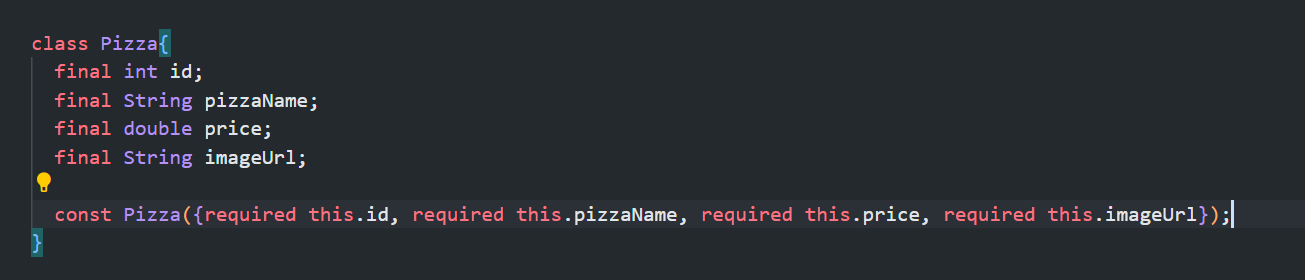 class Pizza{
final int id;
final String pizzaName;
final double price;
final String imageUrl;
const Pizza({required this.id, required this.pizzaName, required this.price, required this.imageUrl});
}